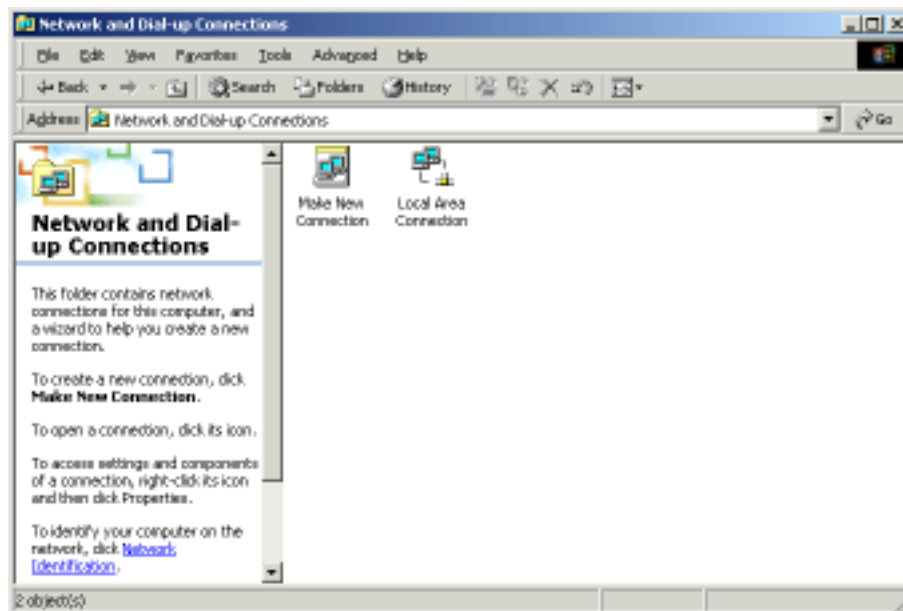 Network and Dial-up Connections
File Edit View Favorites Tools Advanced Help
Back Search Folders History
Address Network and Dial-up Connections Go
Make New
Connection
Local Area
Connection
Network and Dial-
up Connections
This folder contains network
connections for this computer, and
a wizard to help you create a new
connection.
To create a new connection, click
Make New Connection.
To open a connection, click its icon.
To access settings and components
of a connection, right-click its icon
and then click Properties.
To identify your computer on the
network, click Network
Identification.
2 object(s)